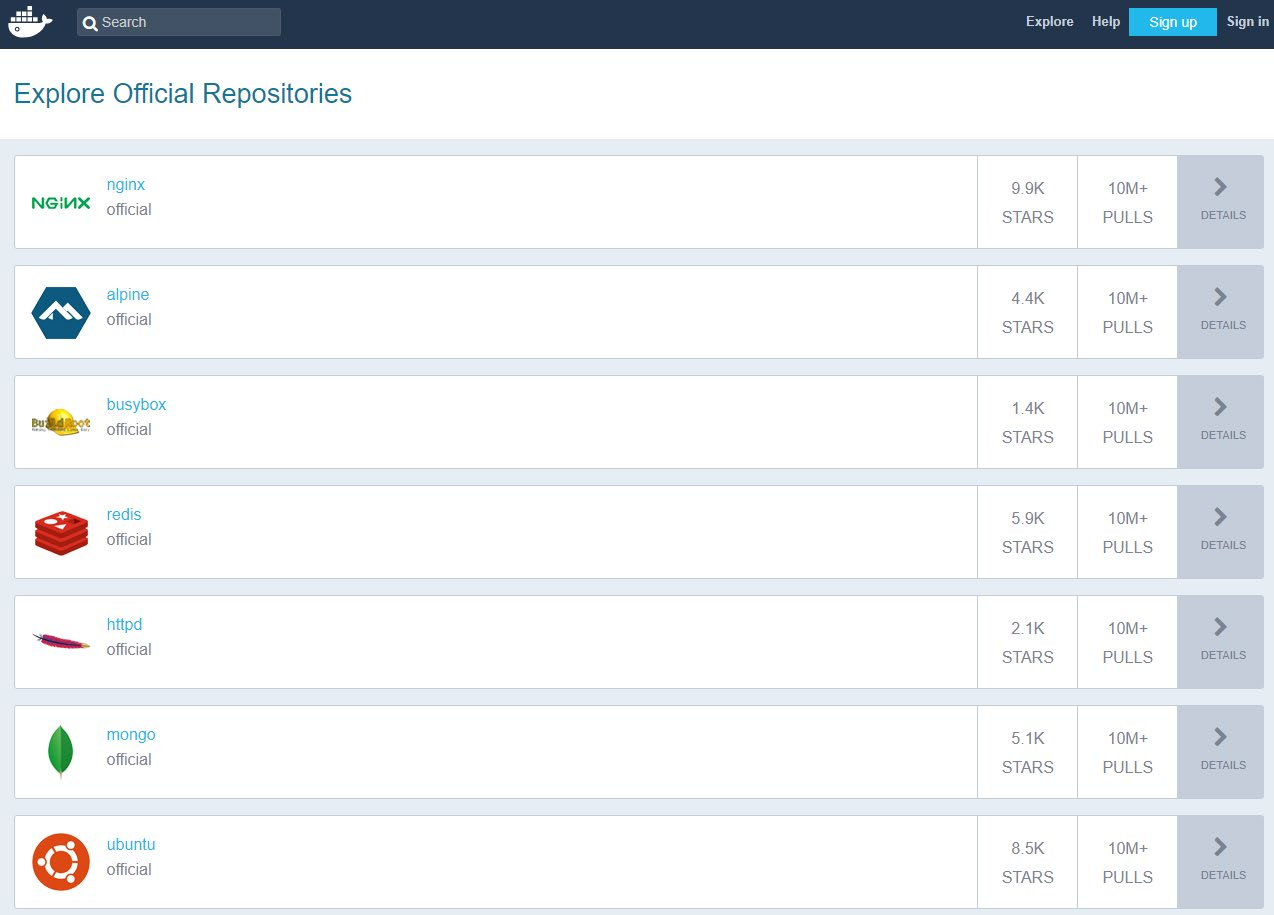 Search
Explore Help Sign up Sign in
Explore Official Repositories
NGINX
nginx
official
9.9K
STARS
10M+
PULLS
DETAILS
alpine
official
4.4K
STARS
10M+
PULLS
DETAILS
BuildRoot
busybox
official
1.4K
STARS
10M+
PULLS
DETAILS
redis
official
5.9K
STARS
10M+
PULLS
DETAILS
httpd
official
2.1K
STARS
10M+
PULLS
DETAILS
mongo
official
5.1K
STARS
10M+
PULLS
DETAILS
ubuntu
official
8.5K
STARS
10M+
PULLS
DETAILS